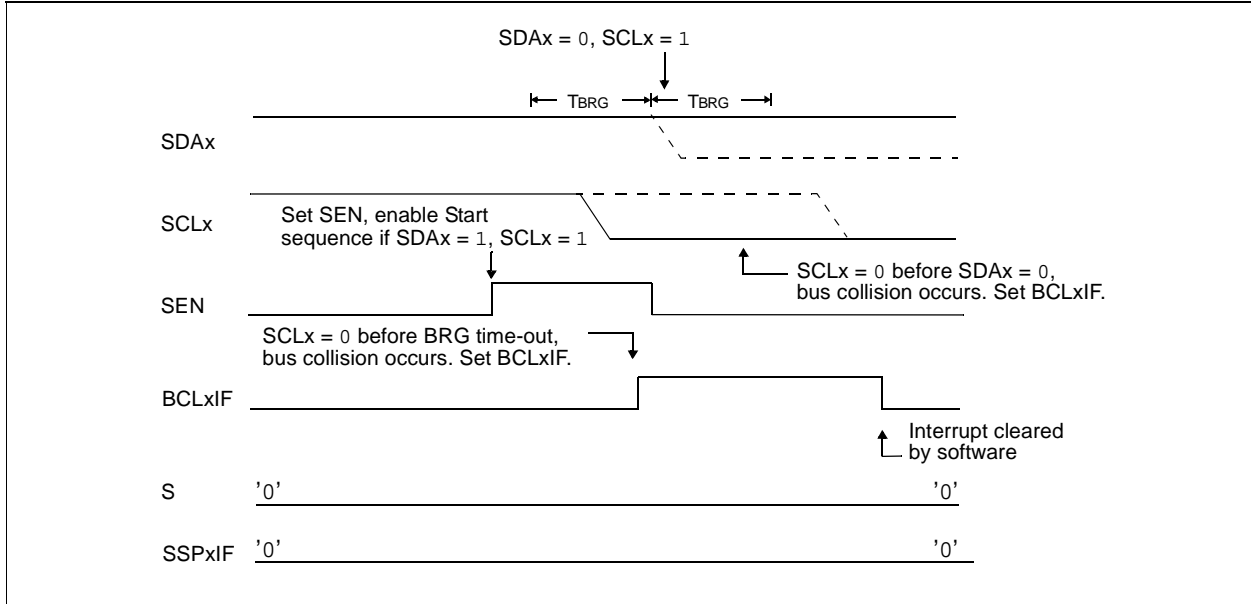 SDAx = 0, SCLx = 1
TBRG TBRG
SDAx
SCLx
Set SEN, enable Start
sequence if SDAx = 1, SCLx = 1
SCLx = 0 before SDAx = 0,
bus collision occurs. Set BCLxIF.
SEN
SCLx = 0 before BRG time-out,
bus collision occurs. Set BCLxIF.
BCLxIF
Interrupt cleared
by software
S '0' '0'
SSPxIF '0' '0'